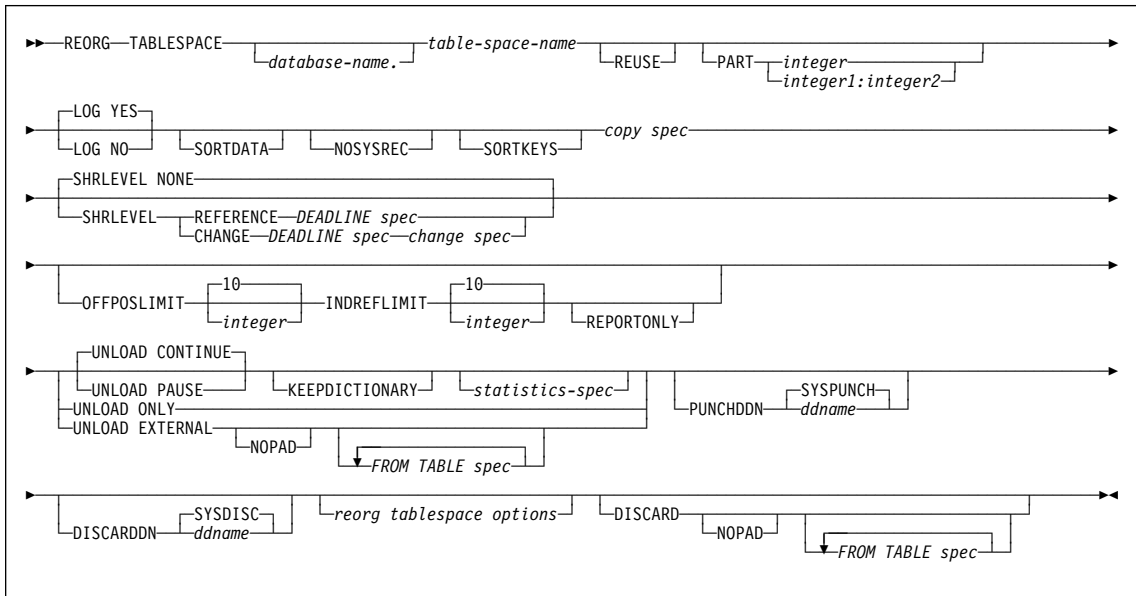 REORG TABLESPACE table-space-name
database-name. REUSE PART integer
integer1:integer2
LOG YES
LOG NO SORTDATA NOSYSREC SORTKEYS copy spec
SHRLEVEL NONE
SHRLEVEL REFERENCE DEADLINE spec
CHANGE DEADLINE spec change spec
10 10
OFFPOSLIMIT integer INDREFLIMIT integer REPORTONLY
UNLOAD CONTINUE
UNLOAD PAUSE KEEPDICTIONARY statistics-spec SYSPUNCH
UNLOAD ONLY PUNCHDDN ddname
UNLOAD EXTERNAL
NOPAD
FROM TABLE spec
SYSDISC reorg tablespace options DISCARD
DISCARDDN ddname NOPAD
FROM TABLE spec